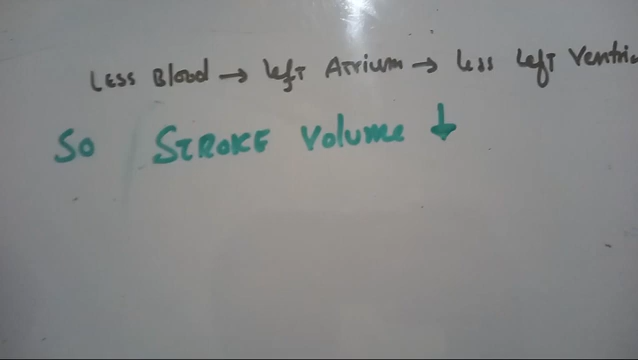 Less Blood → left Atrium → less left Ventric
So STROKE Volume ↓